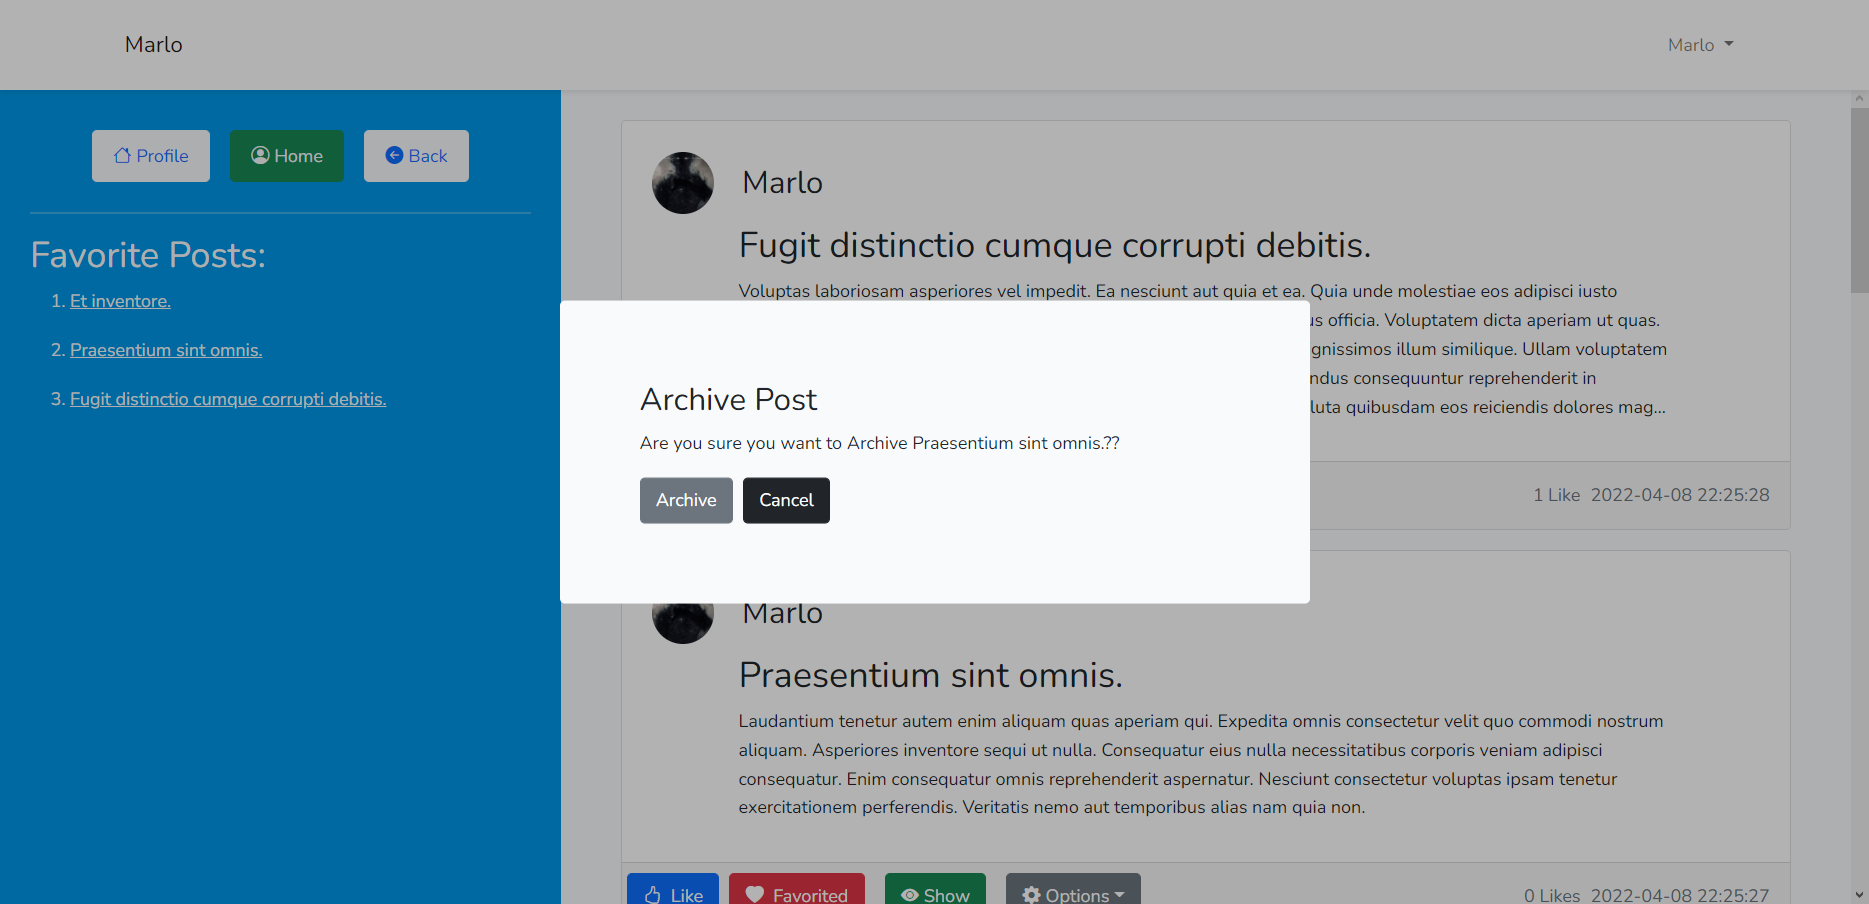 Marlo
Marlo
Profile
Home
Back
Favorite Posts:
1. Et inventore.
2. Praesentium sint omnis.
3. Fugit distinctio cumque corrupti debitis.
Marlo
Fugit distinctio cumque corrupti debitis.
Voluptas laboriosam asperiores vel impedit. Ea nesciunt aut quia et ea. Quia unde molestiae eos adipisci iusto
officia. Voluptatem dicta aperiam ut quas.
illum similique. Ullam voluptatem
consequuntur reprehenderit in
quibusdam eos reiciendis dolores mag...
1 Like 2022-04-08 22:25:28
Archive Post
Are you sure you want to Archive Praesentium sint omnis.??
Archive
Cancel
Marlo
Praesentium sint omnis.
Laudantium tenetur autem enim aliquam quas aperiam qui. Expedita omnis consectetur velit quo commodi nostrum
aliquam. Asperiores inventore sequi ut nulla. Consequatur eius nulla necessitatibus corporis veniam adipisci
consequatur. Enim consequatur omnis reprehenderit aspernatur. Nesciunt consectetur voluptas ipsam tenetur
exercitationem perferendis. Veritatis nemo aut temporibus alias nam quia non.
Like
Favorited
Show
Options
0 Likes 2022-04-08 22:25:27